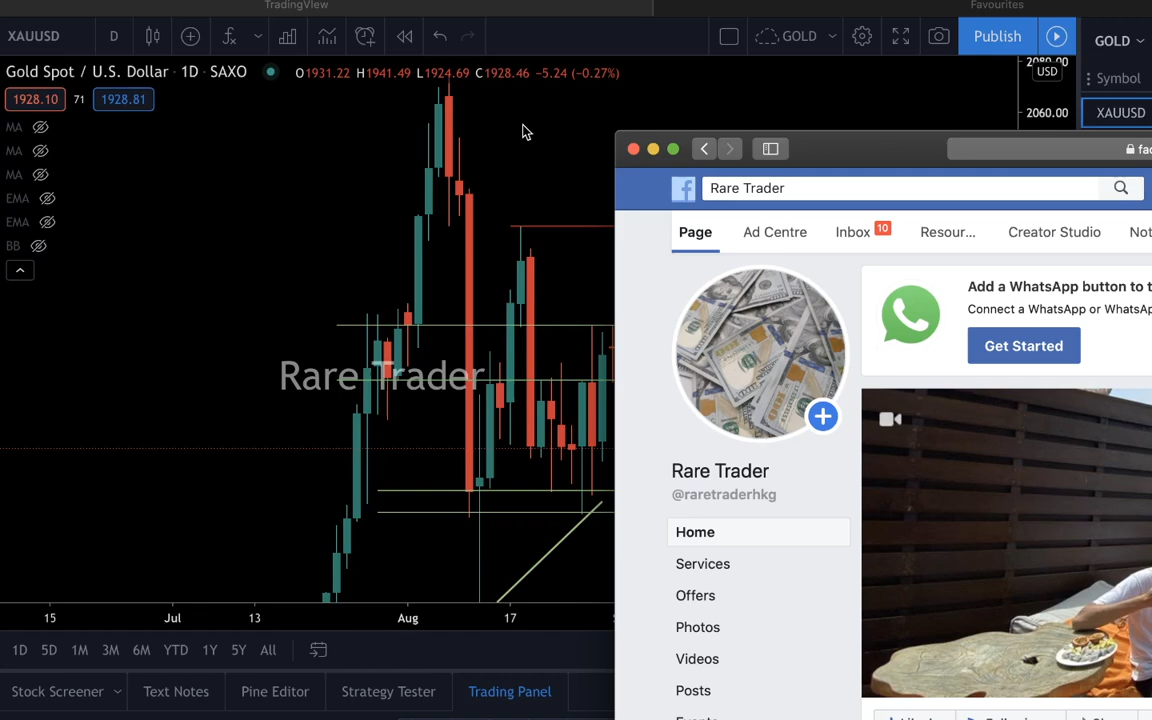 TradingView
Favourites
XAUUSD
D
GOLD
Publish
GOLD
Gold Spot / U.S. Dollar · 1D · SAXO
O1931.22 H1941.49 L1924.69 C1928.46 -5.24 (-0.27%)
2080.00
USD
Symbol
1928.10
71
1928.81
2060.00
XAUUSD
MA
MA
MA
EMA
EMA
BB
Rare Trader
15
Jul
13
Aug
17
1D 5D 1M 3M 6M YTD 1Y 5Y All
Stock Screener
Text Notes
Pine Editor
Strategy Tester
Trading Panel
Rare Trader
Page
Ad Centre
Inbox 10
Resour...
Creator Studio
Add a WhatsApp button to
Connect a WhatsApp or
Get Started
Rare Trader
@raretraderhkg
Home
Services
Offers
Photos
Videos
Posts